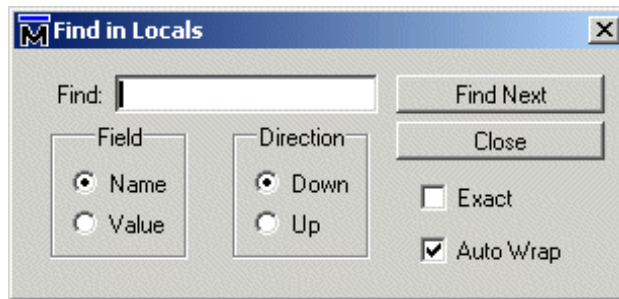 M Find in Locals
Find: Find Next
Field Direction Close
Name Down Exact
Value Up Auto Wrap